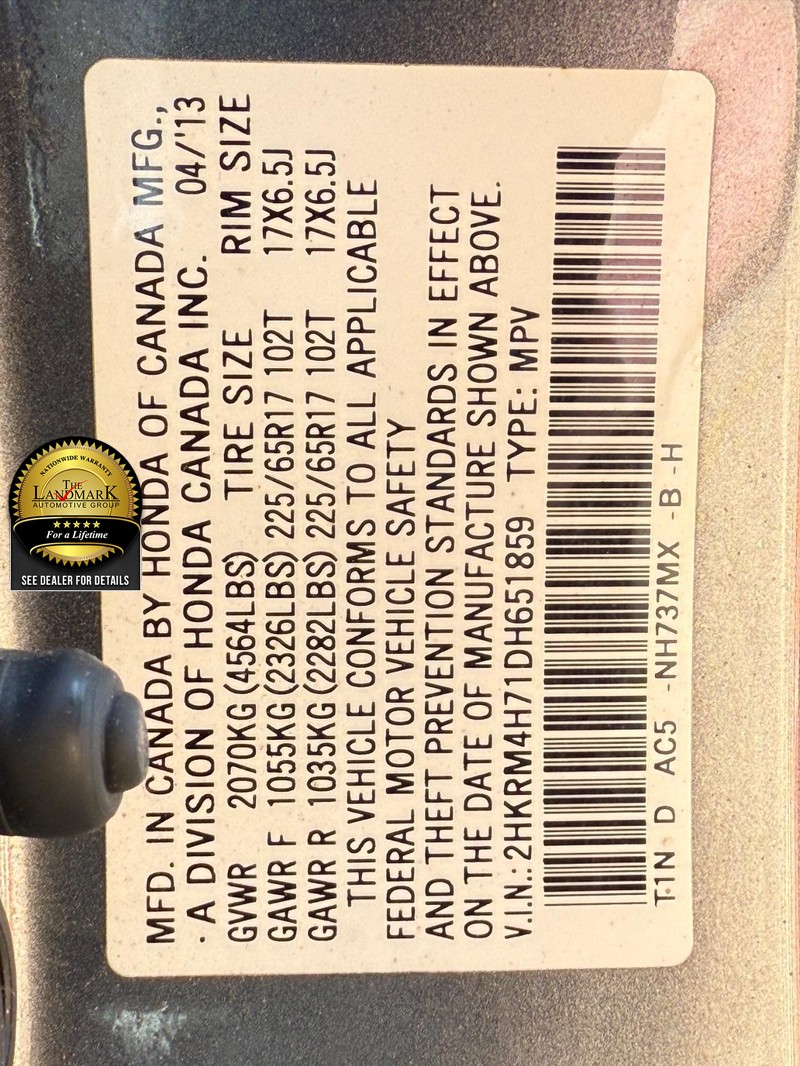 MFD. IN CANADA BY HONDA OF CANADA MFG.,
· A DIVISION OF HONDA CANADA INC. 04/'13
GVWR 2070KG (4564LBS) TIRE SIZE RIM SIZE
GAWR F 1055KG (2326LBS) 225/65R17 102T 17X6.5J
GAWR R 1035KG (2282LBS) 225/65R17 102T 17X6.5J
THIS VEHICLE CONFORMS TO ALL APPLICABLE
FEDERAL MOTOR VEHICLE SAFETY
AND THEFT PREVENTION STANDARDS IN EFFECT
ON THE DATE OF MANUFACTURE SHOWN ABOVE.
V.I.N.: 2HKRM4H71DH651859 TYPE: MPV
T1N D AC5 -NH737MX -B -H
NATIONWIDE WARRANTY
THE
LANDMARK
AUTOMOTIVE GROUP
For a Lifetime
SEE DEALER FOR DETAILS